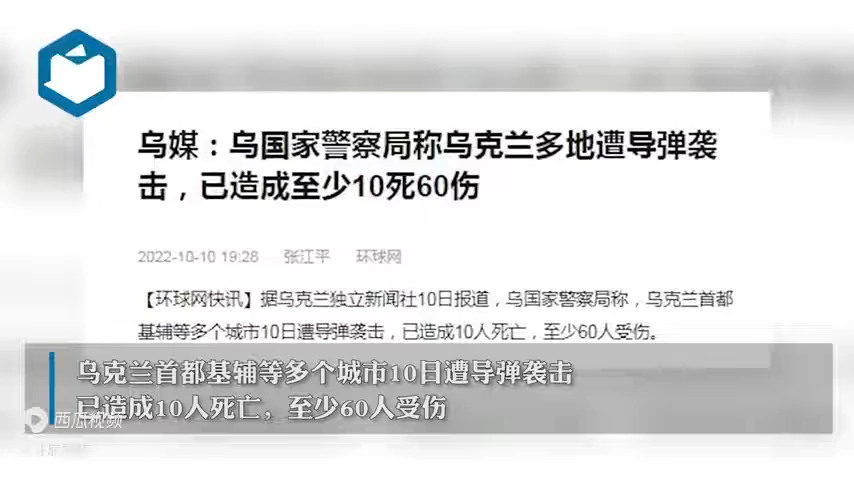 乌媒：乌国家警察局称乌克兰多地遭导弹袭
击，已造成至少10死60伤
2022-10-10 19:28 张江平 环球网
【环球网快讯】据乌克兰独立新闻社10日报道，乌国家警察局称，乌克兰首都
基辅等多个城市10日遭导弹袭击，已造成10人死亡，至少60人受伤。
乌克兰首都基辅等多个城市10日遭导弹袭击
已造成10人死亡，至少60人受伤
西瓜视频